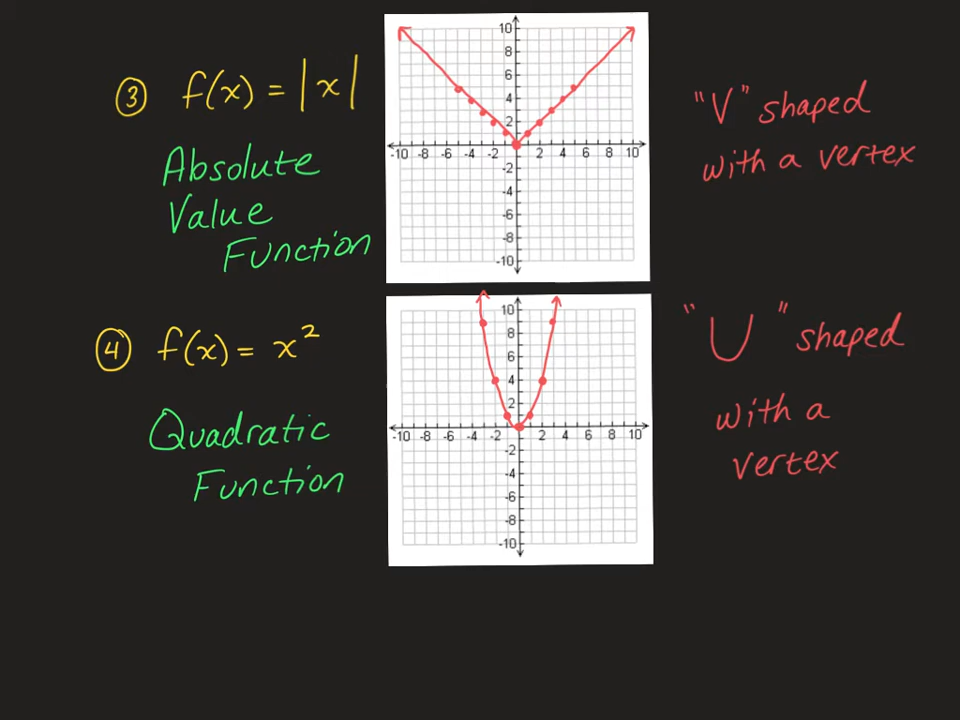 ③ f(x) = |x|
Absolute
Value
Function
"V" shaped
with a vertex
10
8
6
4
2
-10 -8 -6 -4 -2 2 4 6 8 10
-2
-4
-6
-8
-10
④ f(x) = x²
Quadratic
Function
"U" shaped
with a
vertex
10
8
6
4
2
-10 -8 -6 -4 -2 2 4 6 8 10
-2
-4
-6
-8
-10